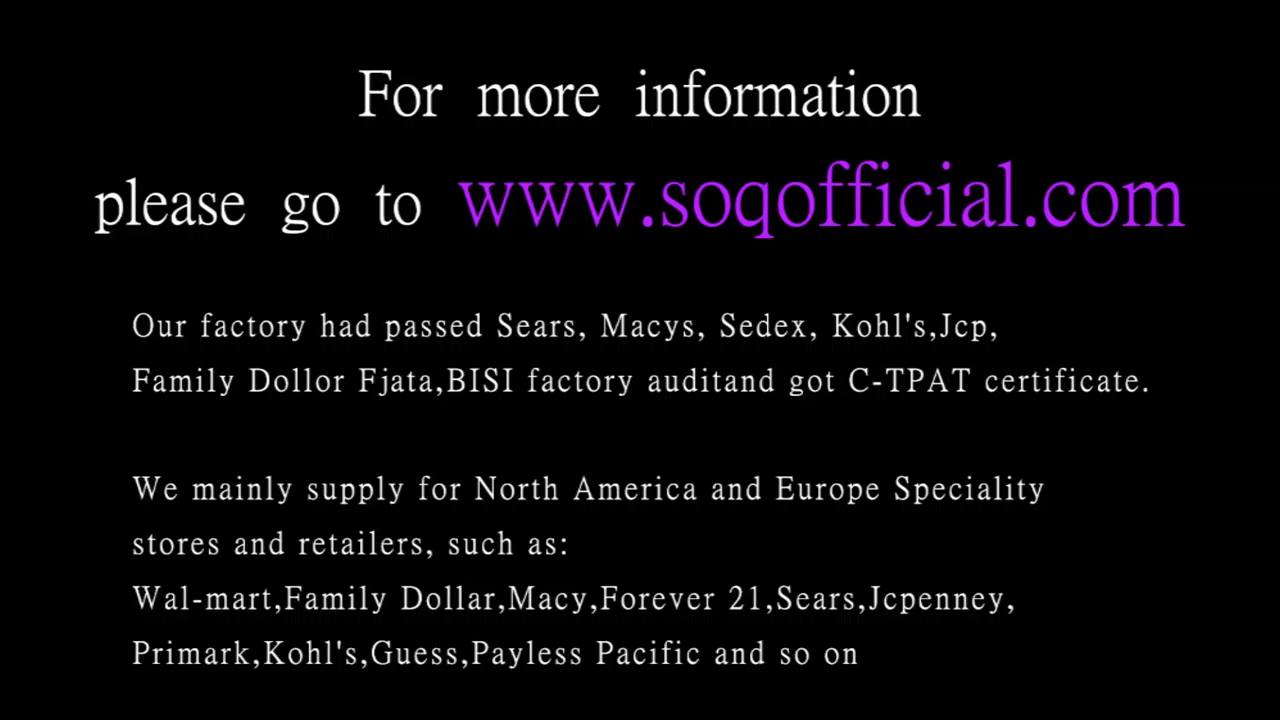 For more information
please go to www.soqofficial.com
Our factory had passed Sears, Macys, Sedex, Kohl's,Jcp,
Family Dollor Fjata,BISI factory auditand got C-TPAT certificate.
We mainly supply for North America and Europe Speciality
stores and retailers, such as:
Wal-mart,Family Dollar,Macy,Forever 21,Sears,Jcpenney,
Primark,Kohl's,Guess,Payless Pacific and so on